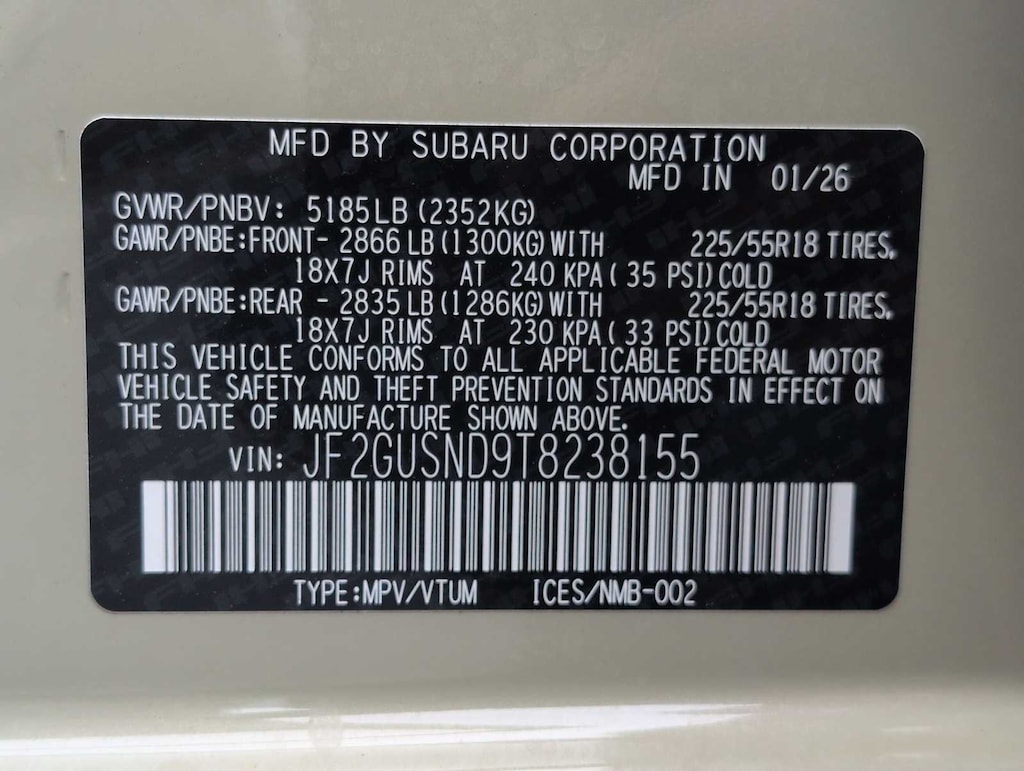 MFD BY SUBARU CORPORATION
MFD IN 01/26
GVWR/PNBV: 5185LB (2352KG)
GAWR/PNBE:FRONT- 2866 LB (1300KG) WITH 225/55R18 TIRES,
18X7J RIMS AT 240 KPA ( 35 PSI) COLD
GAWR/PNBE:REAR - 2835 LB (1286KG) WITH 225/55R18 TIRES,
18X7J RIMS AT 230 KPA ( 33 PSI) COLD
THIS VEHICLE CONFORMS TO ALL APPLICABLE FEDERAL MOTOR
VEHICLE SAFETY AND THEFT PREVENTION STANDARDS IN EFFECT ON
THE DATE OF MANUFACTURE SHOWN ABOVE.
VIN: JF2GUSND9T8238155
TYPE:MPV/VTUM ICES/NMB-002